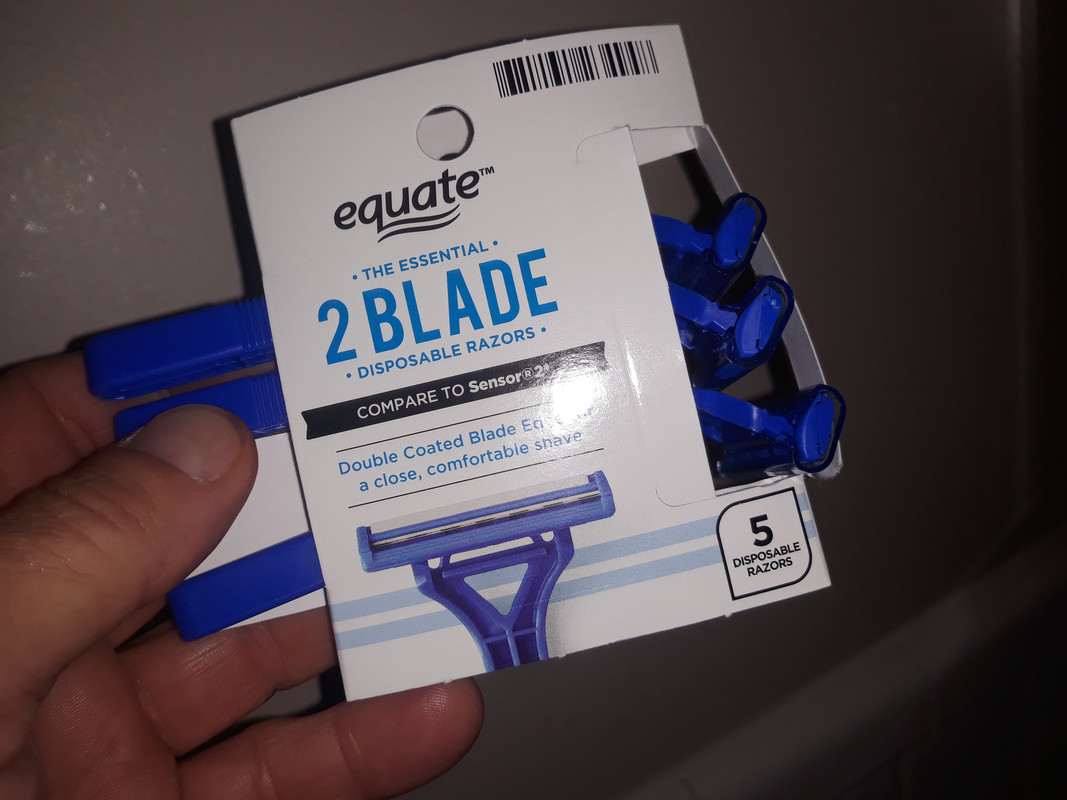 equate™
• THE ESSENTIAL •
2 BLADE
• DISPOSABLE RAZORS •
COMPARE TO Sensor® 2*
Double Coated Blade
a close, comfortable shave
5
DISPOSABLE
RAZORS